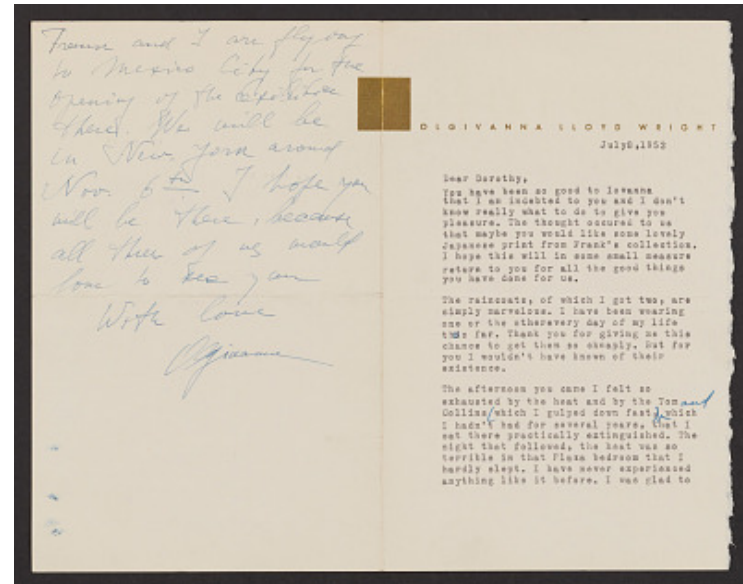 and I are flying
to Mexico City for the
opening of the
there. We will be
in New York around
Nov. 6th I hope you
will be there, because
all three of us would
love to see you
With love
Olgivanna
OLGIVANNA LLOYD WRIGHT
July8,1952
Dear Dorothy,
You have been so good to Iovanna
that I am indebted to you and I don't
know really what to do to give you
pleasure. The thought occured to us
that maybe you would like some lovely
Japanese print from Frank's collection.
I hope this will in some small measure
return to you for all the good things
you have done for us.
The raincoats, of which I got two, are
simply marvelous. I have been wearing
one or the otherevery day of my life
thus far. Thank you for giving me this
chance to get them so cheaply. But for
you I wouldn't have known of their
existence.
The afternoon you came I felt so
exhausted by the heat and by the Tom and
Collins (which I gulped down fast) which
I hadn't had for several years, that I
sat there practically extinguished. The
night that followed, the heat was so
terrible in that Plaza bedroom that I
hardly slept. I have never experienced
anything like it before. I was glad to